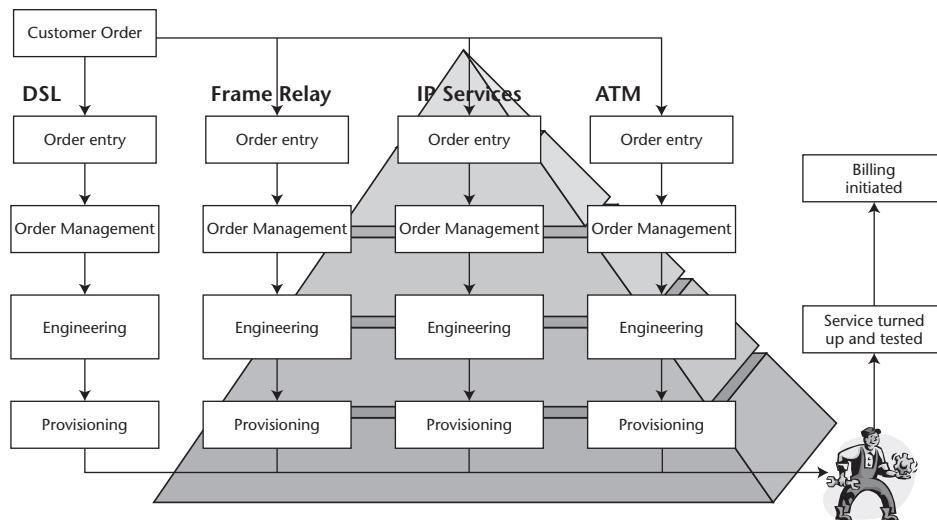 Customer Order
DSL
Frame Relay
IP Services
ATM
Order entry
Order entry
Order entry
Order entry
Billing
initiated
Order Management
Order Management
Order Management
Order Management
Engineering
Engineering
Engineering
Engineering
Service turned
up and tested
Provisioning
Provisioning
Provisioning
Provisioning